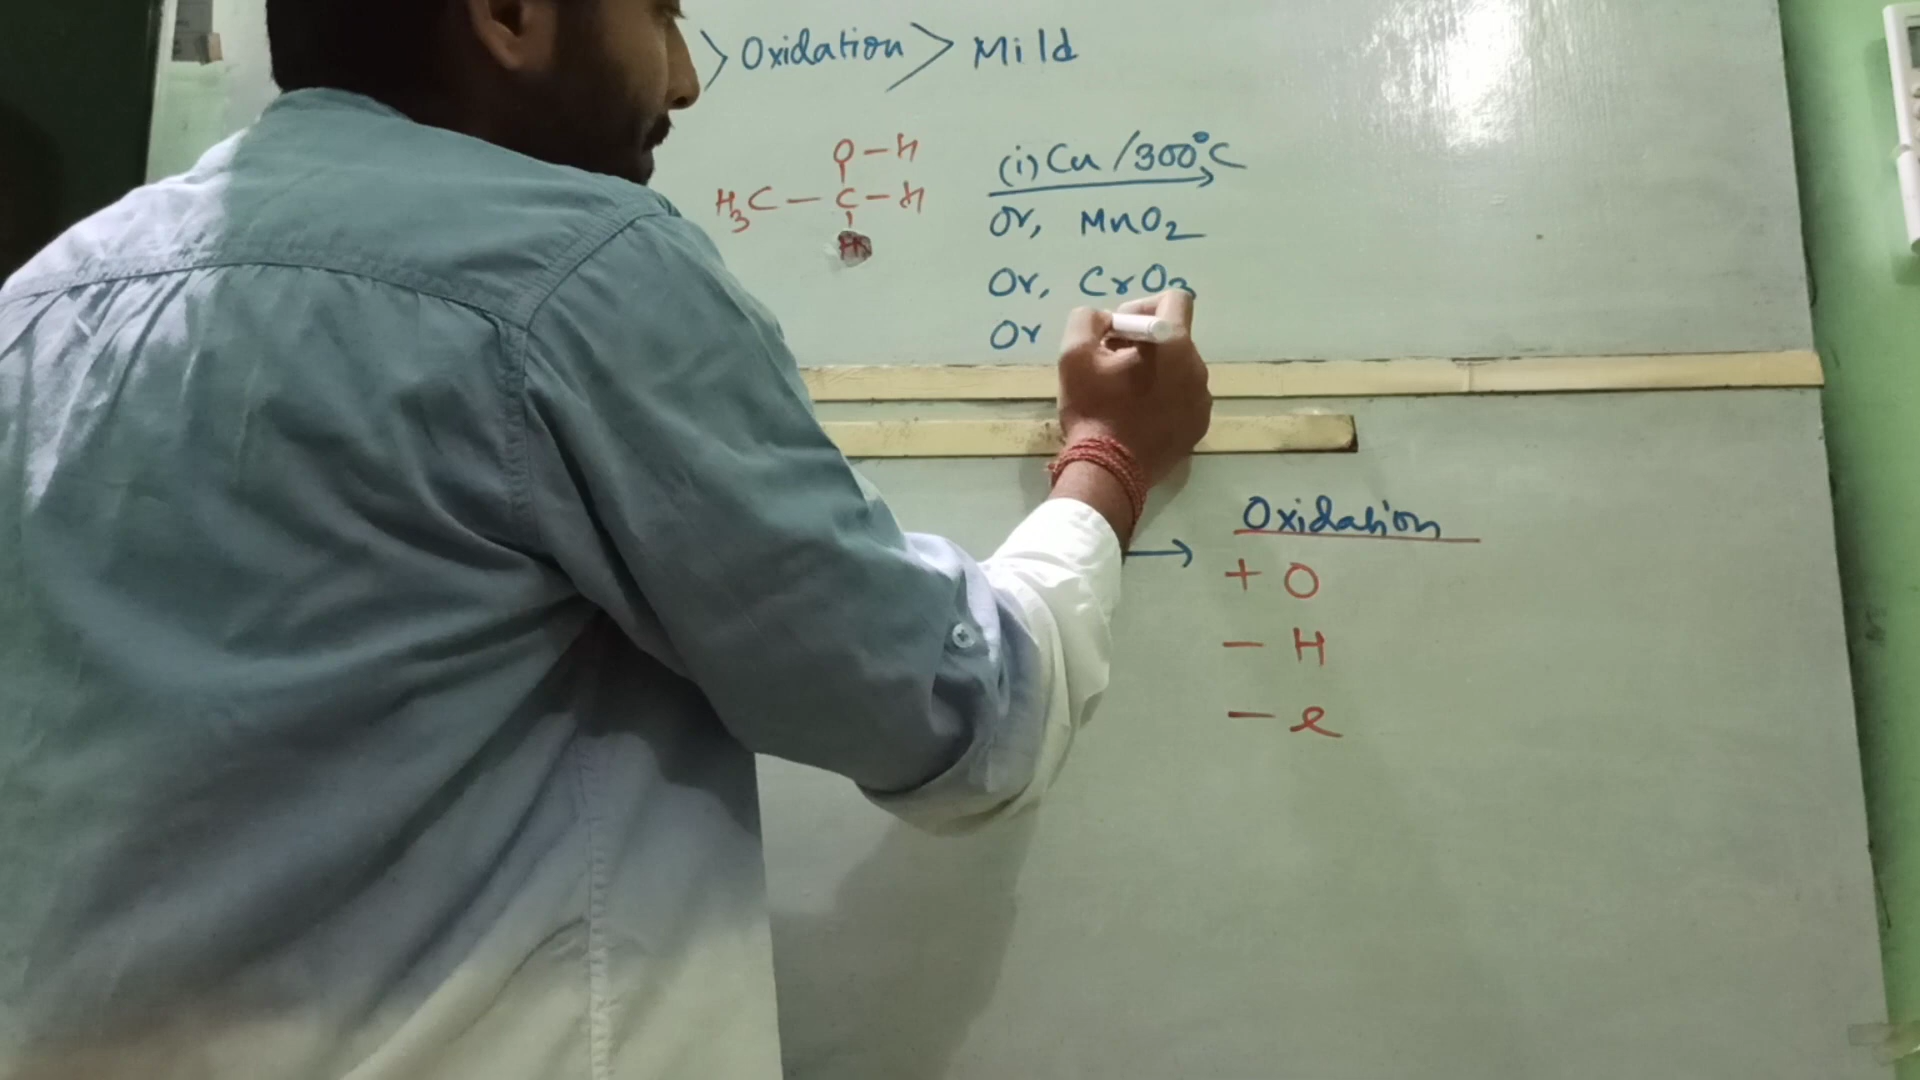 > Oxidation > Mild
O-H
H3C-C-H
H
(i) Cu/300°C
Or, MnO2
Or, CrO3
Or
→ Oxidation
+ O
- H
- e